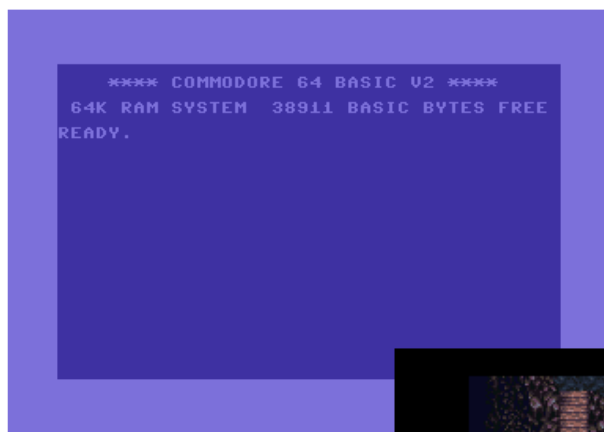 **** COMMODORE 64 BASIC V2 ****
64K RAM SYSTEM  38911 BASIC BYTES FREE
READY.